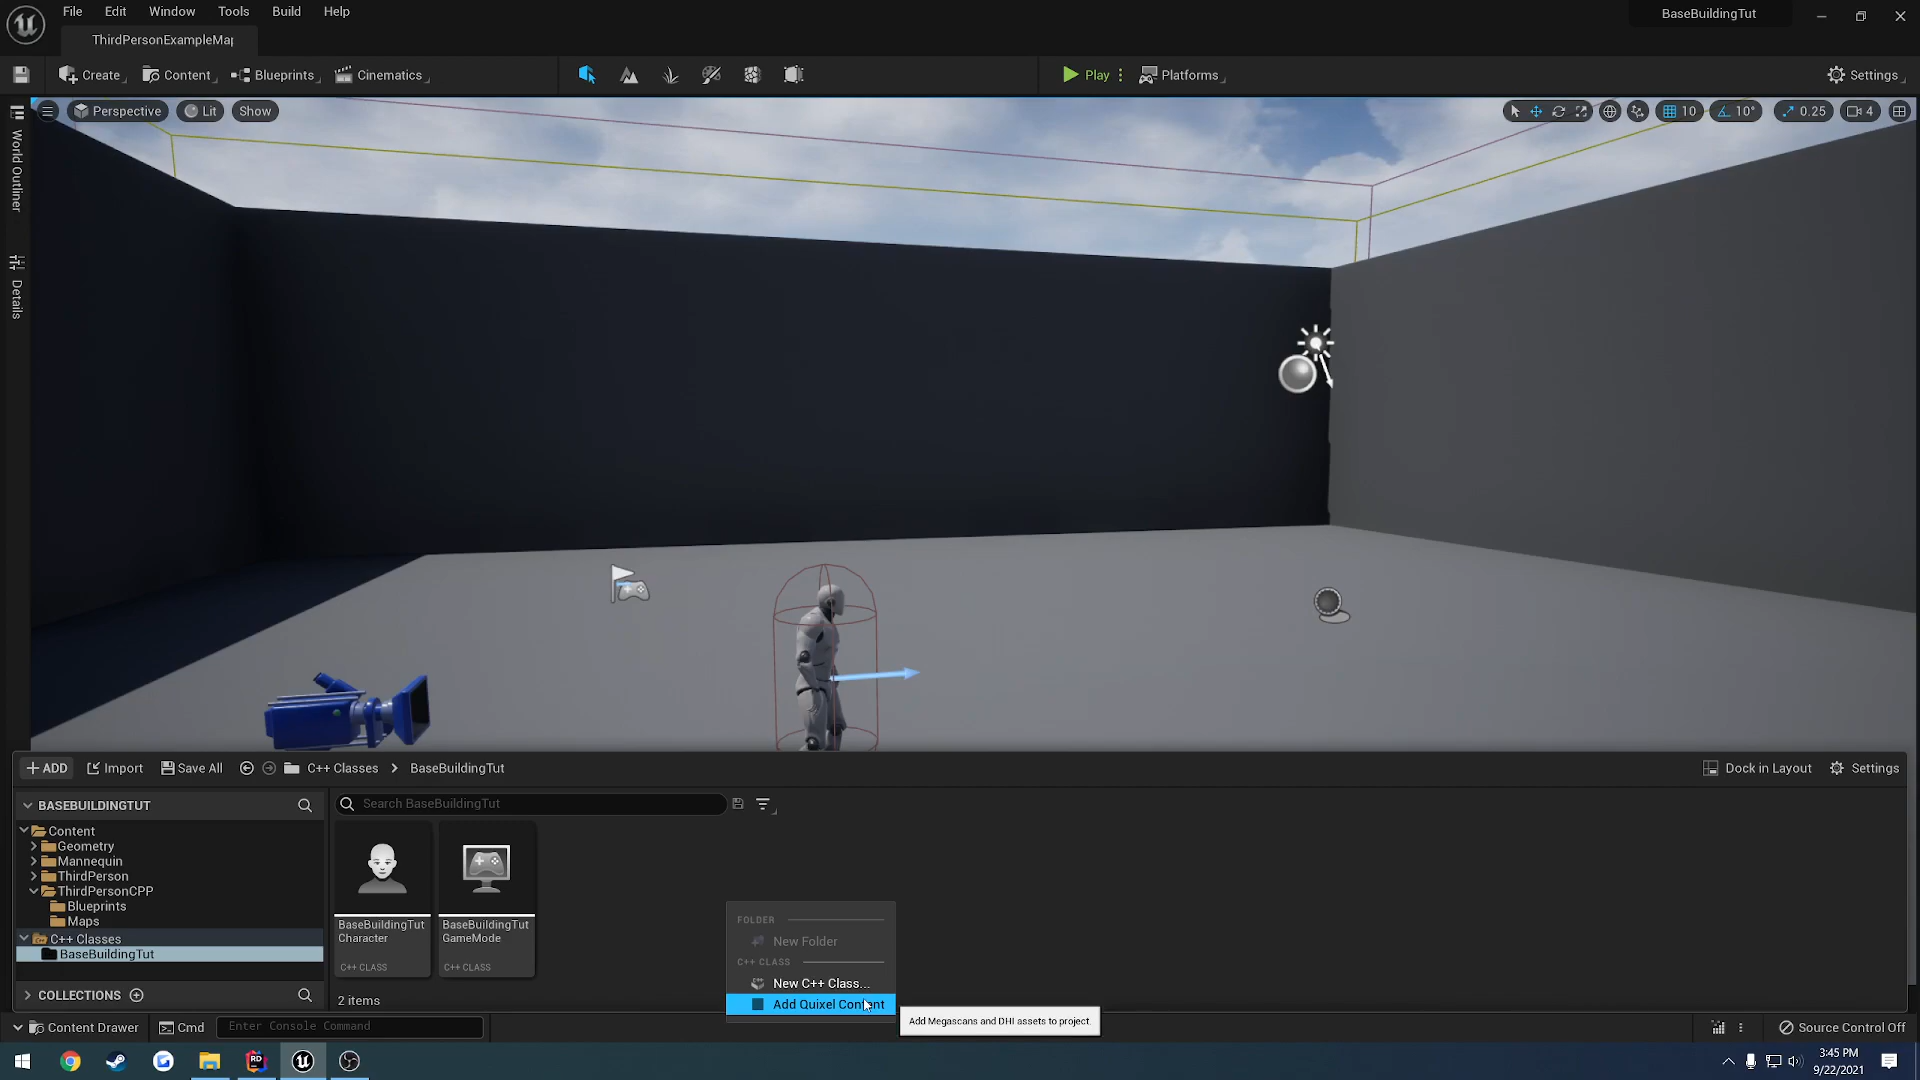 File Edit Window Tools Build Help
BaseBuildingTut
ThirdPersonExampleMap
Create Content Blueprints Cinematics Play Platforms Settings
Perspective Lit Show 10 10° 0.25 4
World Outliner
Details
ADD Import Save All C++ Classes BaseBuildingTut Dock in Layout Settings
BASEBUILDINGTUT
Search BaseBuildingTut
Content
Geometry
Mannequin
ThirdPerson
ThirdPersonCPP
Blueprints
Maps
C++ Classes
BaseBuildingTut
COLLECTIONS
BaseBuildingTut
Character
C++ CLASS
BaseBuildingTut
GameMode
C++ CLASS
2 items
FOLDER
New Folder
C++ CLASS
New C++ Class...
Add Quixel Content
Add Megascans and DHI assets to project.
Content Drawer Cmd Enter Console Command Source Control Off
RD
3:45 PM
9/22/2021